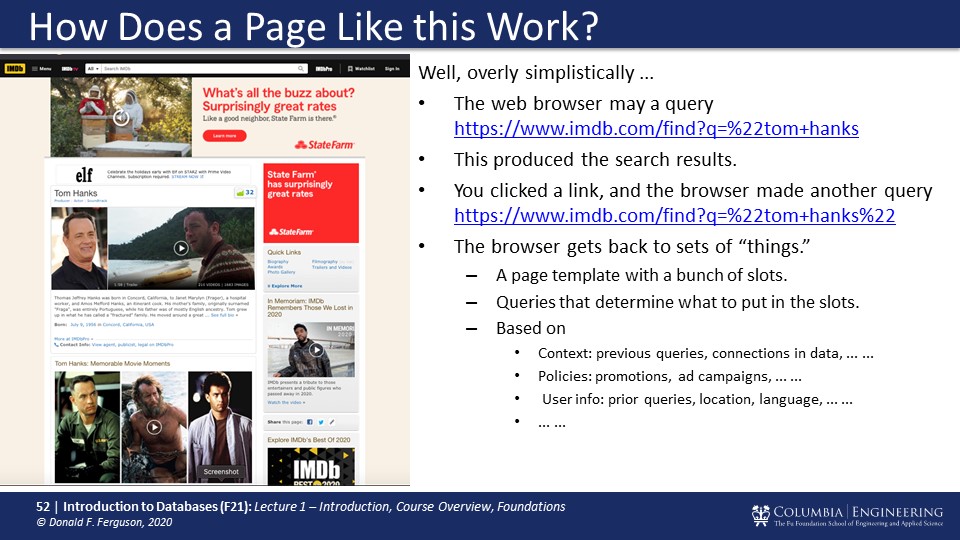 How Does a Page Like this Work?
IMDb
Menu
IMDb
All
Search IMDb
IMDbPro
Watchlist
Sign In
What's all the buzz about?
Surprisingly great rates
Like a good neighbor, State Farm is there.®
Learn more
StateFarm
elf
Celebrate the holidays early with Elf on STARZ with Prime Video
Channels. Subscription required. STREAM NOW
Tom Hanks
Producer Actor Soundtrack
32
1:39 | Trailer
215 VIDEOS | 1683 IMAGES
Thomas Jeffrey Hanks was born in Concord, California, to Janet Marylyn (Frager), a hospital
worker, and Amos Mefford Hanks, an itinerant cook. His mother's family, originally surnamed
"Fraga", was entirely Portuguese, while his father was of mostly English ancestry. Tom grew
up in what he has called a "fractured" family. He moved around a great ... See full bio »
Born: July 9, 1956 in Concord, California, USA
More at IMDbPro »
Contact Info: View agent, publicist, legal on IMDbPro
Tom Hanks: Memorable Movie Moments
Screenshot
State Farm®
has surprisingly
great rates
StateFarm
Quick Links
Biography
Filmography
Awards
Trailers and Videos
Photo Gallery
Explore More
In Memoriam: IMDb
Remembers Those We Lost in
2020
IN MEMORI
IMDb presents a tribute to those
entertainers and public figures who
passed away in 2020.
Watch the video »
Share this page:
Explore IMDb's Best Of 2020
IMDb
BEST OF 2020
Well, overly simplistically ...
• The web browser may a query
https://www.imdb.com/find?q=%22tom+hanks
• This produced the search results.
• You clicked a link, and the browser made another query
https://www.imdb.com/find?q=%22tom+hanks%22
• The browser gets back to sets of “things.”
– A page template with a bunch of slots.
– Queries that determine what to put in the slots.
– Based on
• Context: previous queries, connections in data, ... ...
• Policies: promotions, ad campaigns, ... ...
• User info: prior queries, location, language, ... ...
• ... ...
52 | Introduction to Databases (F21): Lecture 1 – Introduction, Course Overview, Foundations
© Donald F. Ferguson, 2020
COLUMBIA | ENGINEERING
The Fu Foundation School of Engineering and Applied Science